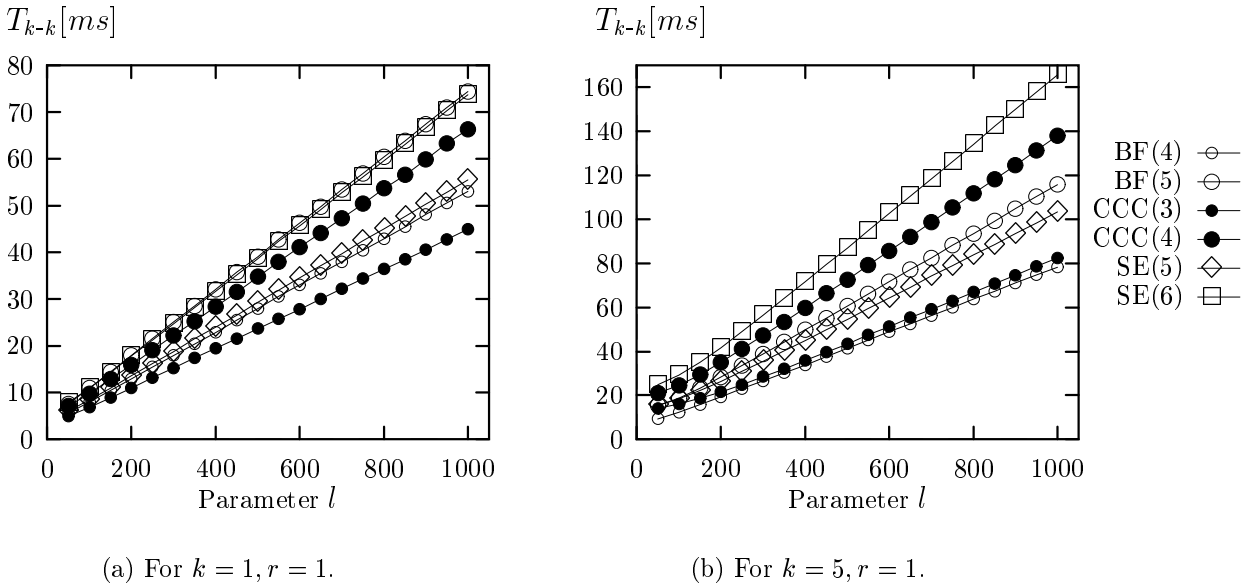 T_{k-k}[ms]
80
70
60
50
40
30
20
10
0
0 200 400 600 800 1000
Parameter l
(a) For k = 1, r = 1.
T_{k-k}[ms]
160
140
120
100
80
60
40
20
0
0 200 400 600 800 1000
Parameter l
(b) For k = 5, r = 1.
BF(4)
BF(5)
CCC(3)
CCC(4)
SE(5)
SE(6)